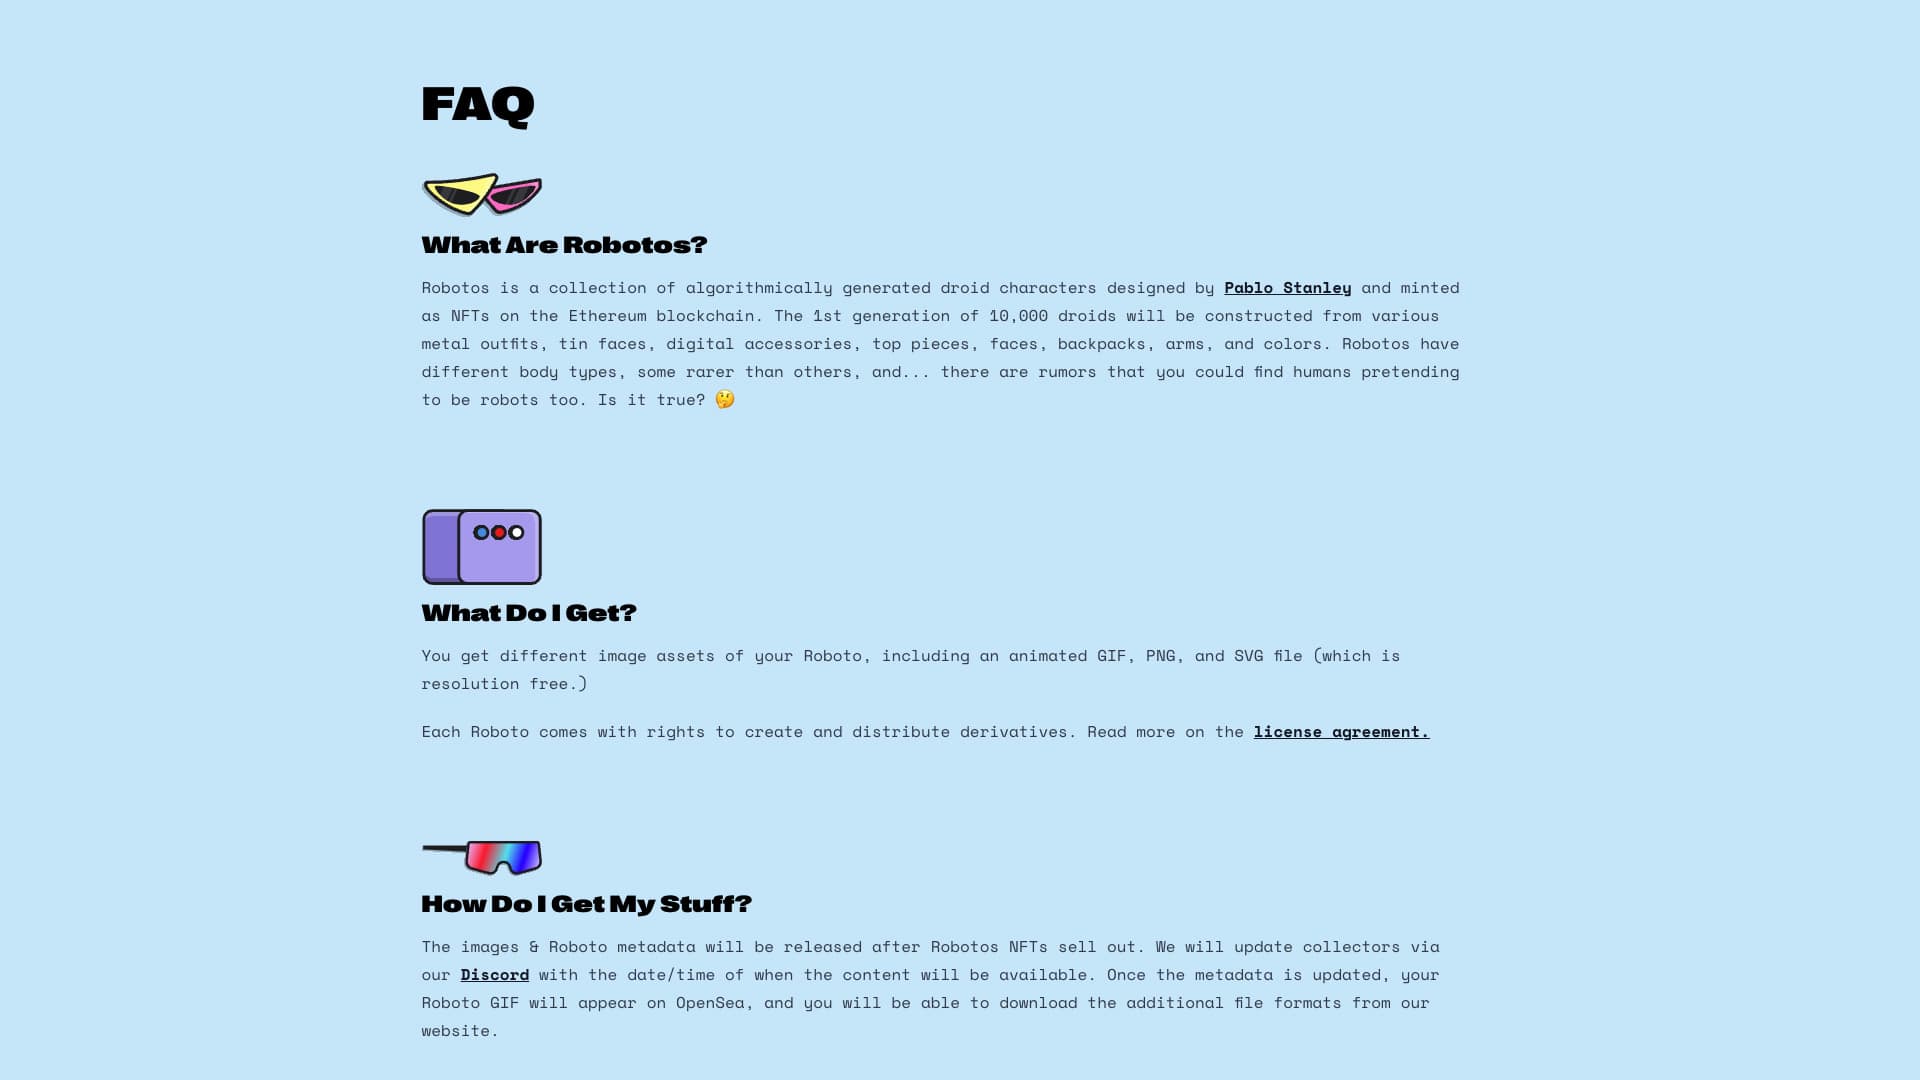 FAQ
What Are Robotos?
Robotos is a collection of algorithmically generated droid characters designed by Pablo Stanley and minted
as NFTs on the Ethereum blockchain. The 1st generation of 10,000 droids will be constructed from various
metal outfits, tin faces, digital accessories, top pieces, faces, backpacks, arms, and colors. Robotos have
different body types, some rarer than others, and... there are rumors that you could find humans pretending
to be robots too. Is it true? 🤔
What Do I Get?
You get different image assets of your Roboto, including an animated GIF, PNG, and SVG file (which is
resolution free.)
Each Roboto comes with rights to create and distribute derivatives. Read more on the license agreement.
How Do I Get My Stuff?
The images & Roboto metadata will be released after Robotos NFTs sell out. We will update collectors via
our Discord with the date/time of when the content will be available. Once the metadata is updated, your
Roboto GIF will appear on OpenSea, and you will be able to download the additional file formats from our
website.